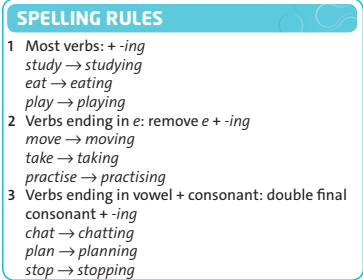 SPELLING RULES
1 Most verbs: + -ing
study → studying
eat → eating
play → playing
2 Verbs ending in e: remove e + -ing
move → moving
take → taking
practise → practising
3 Verbs ending in vowel + consonant: double final
consonant + -ing
chat → chatting
plan → planning
stop → stopping